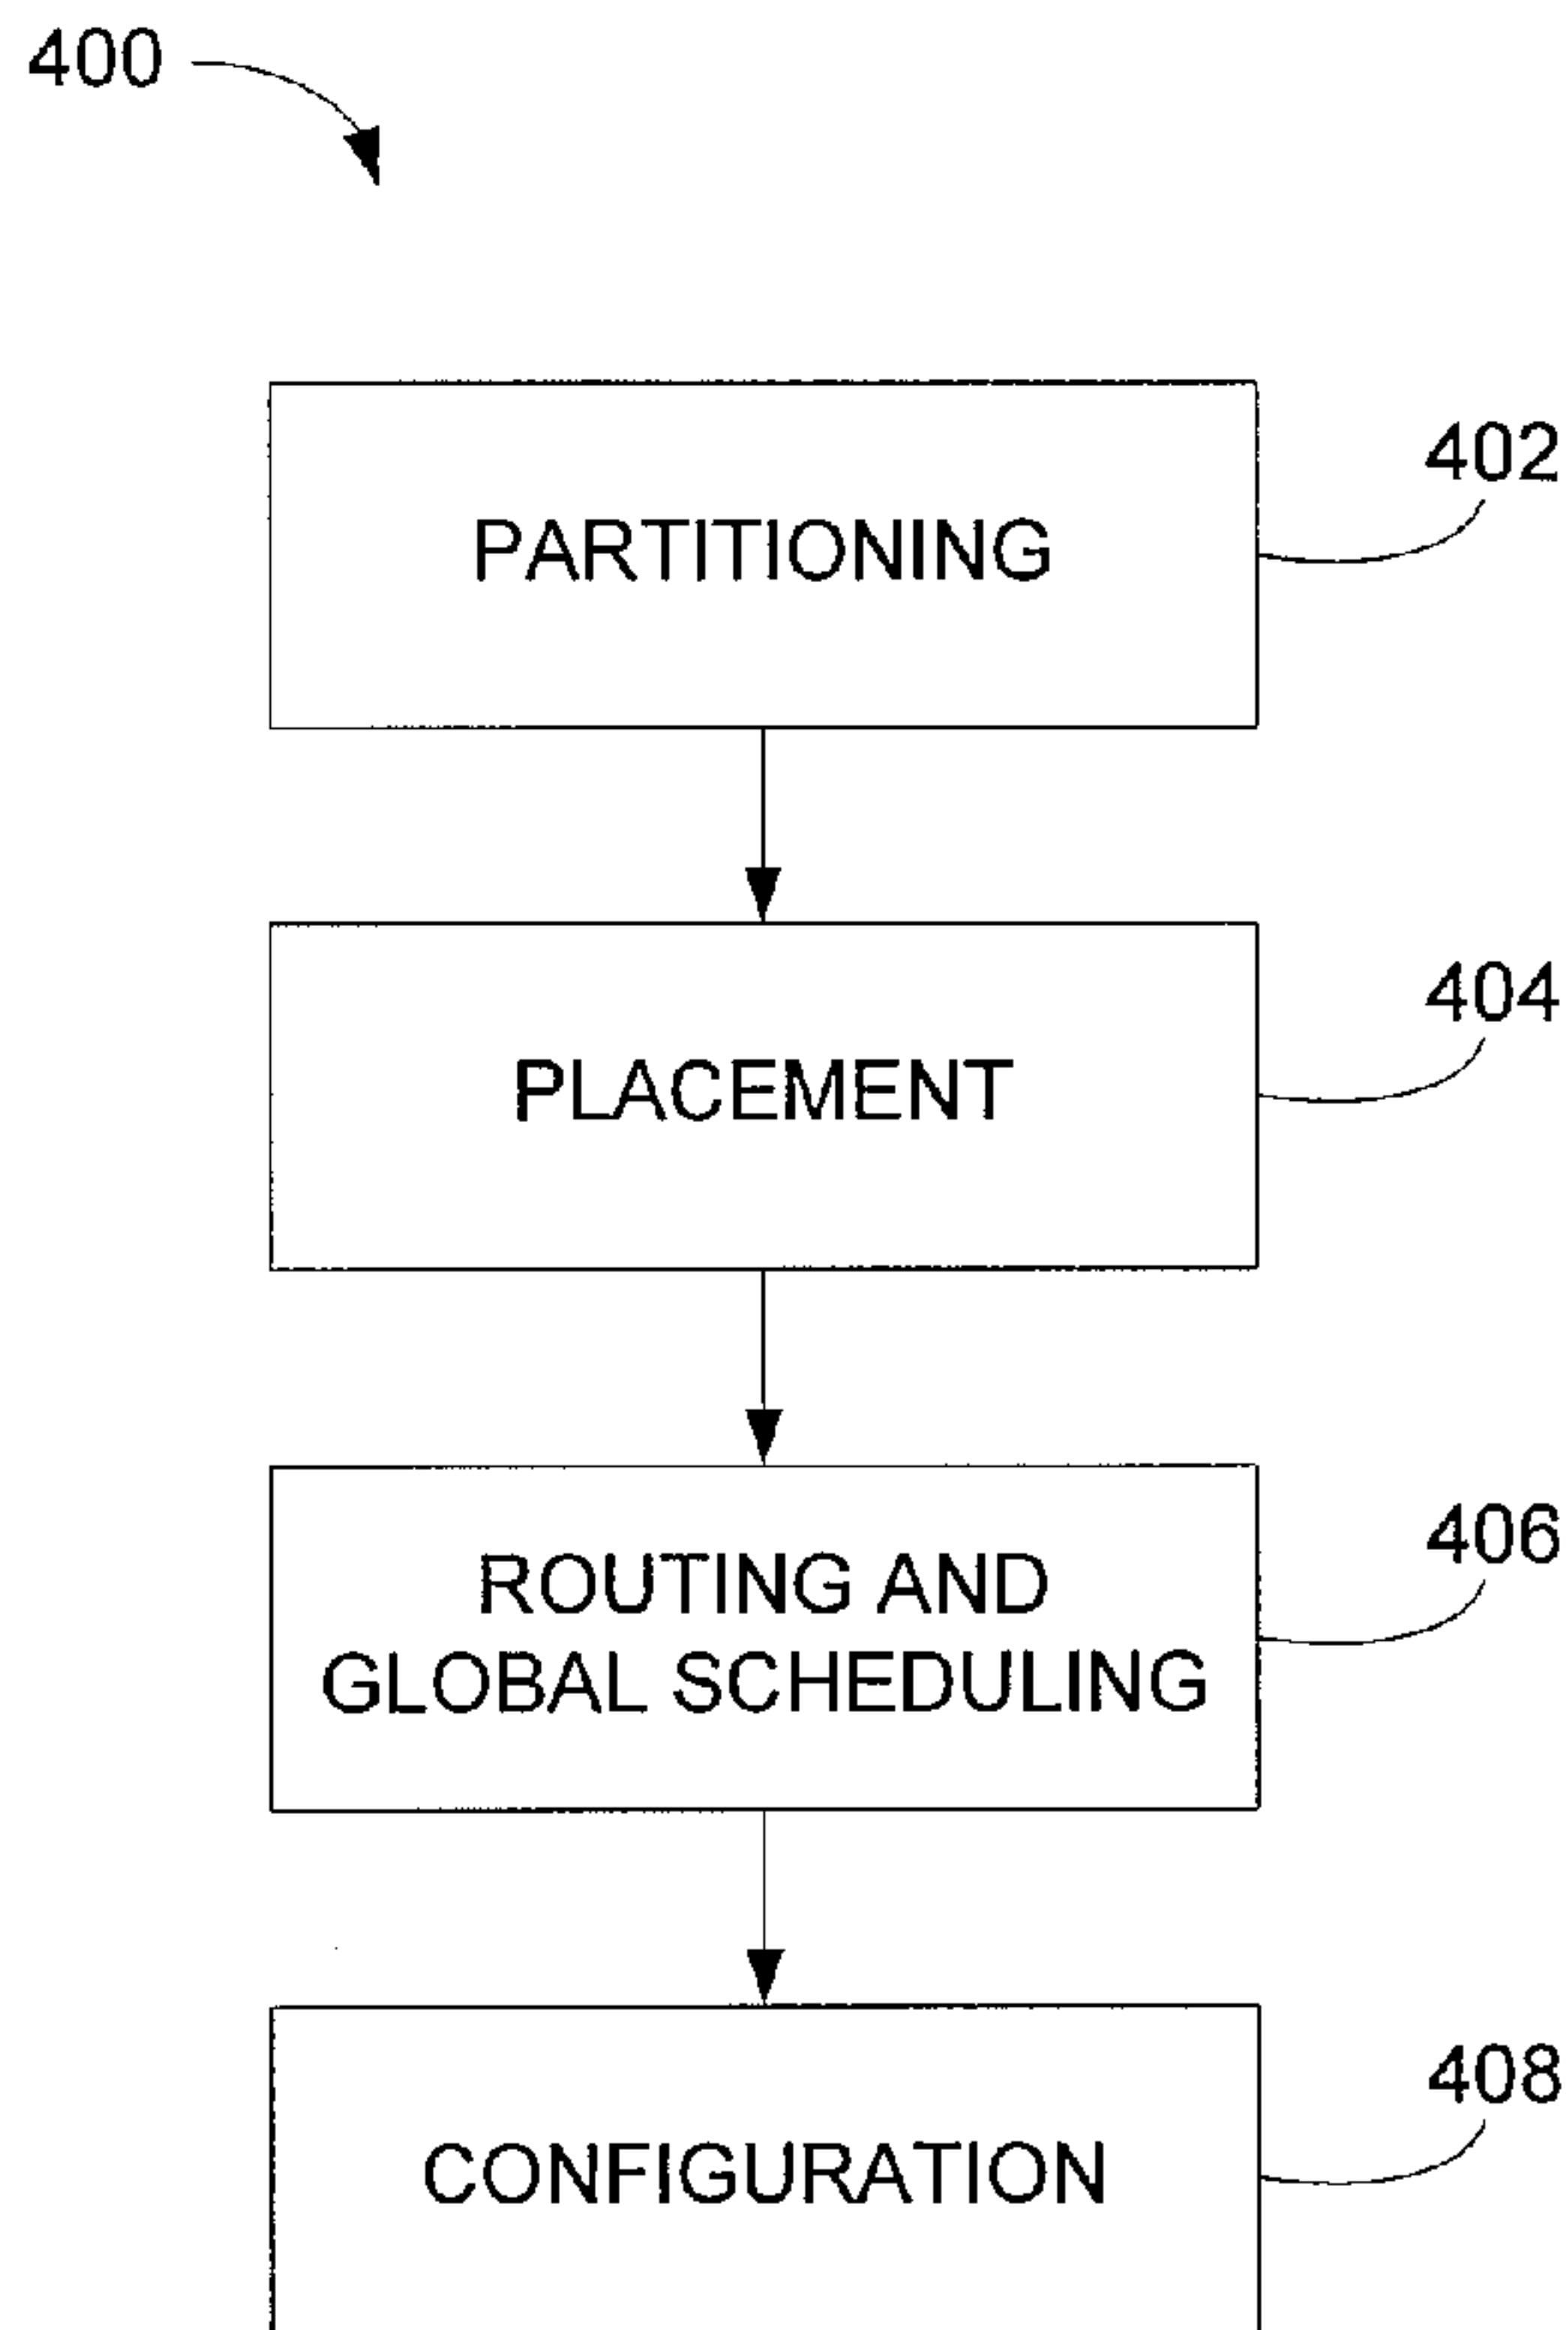 400
402
PARTITIONING
404
PLACEMENT
406
ROUTING AND
GLOBAL SCHEDULING
408
CONFIGURATION